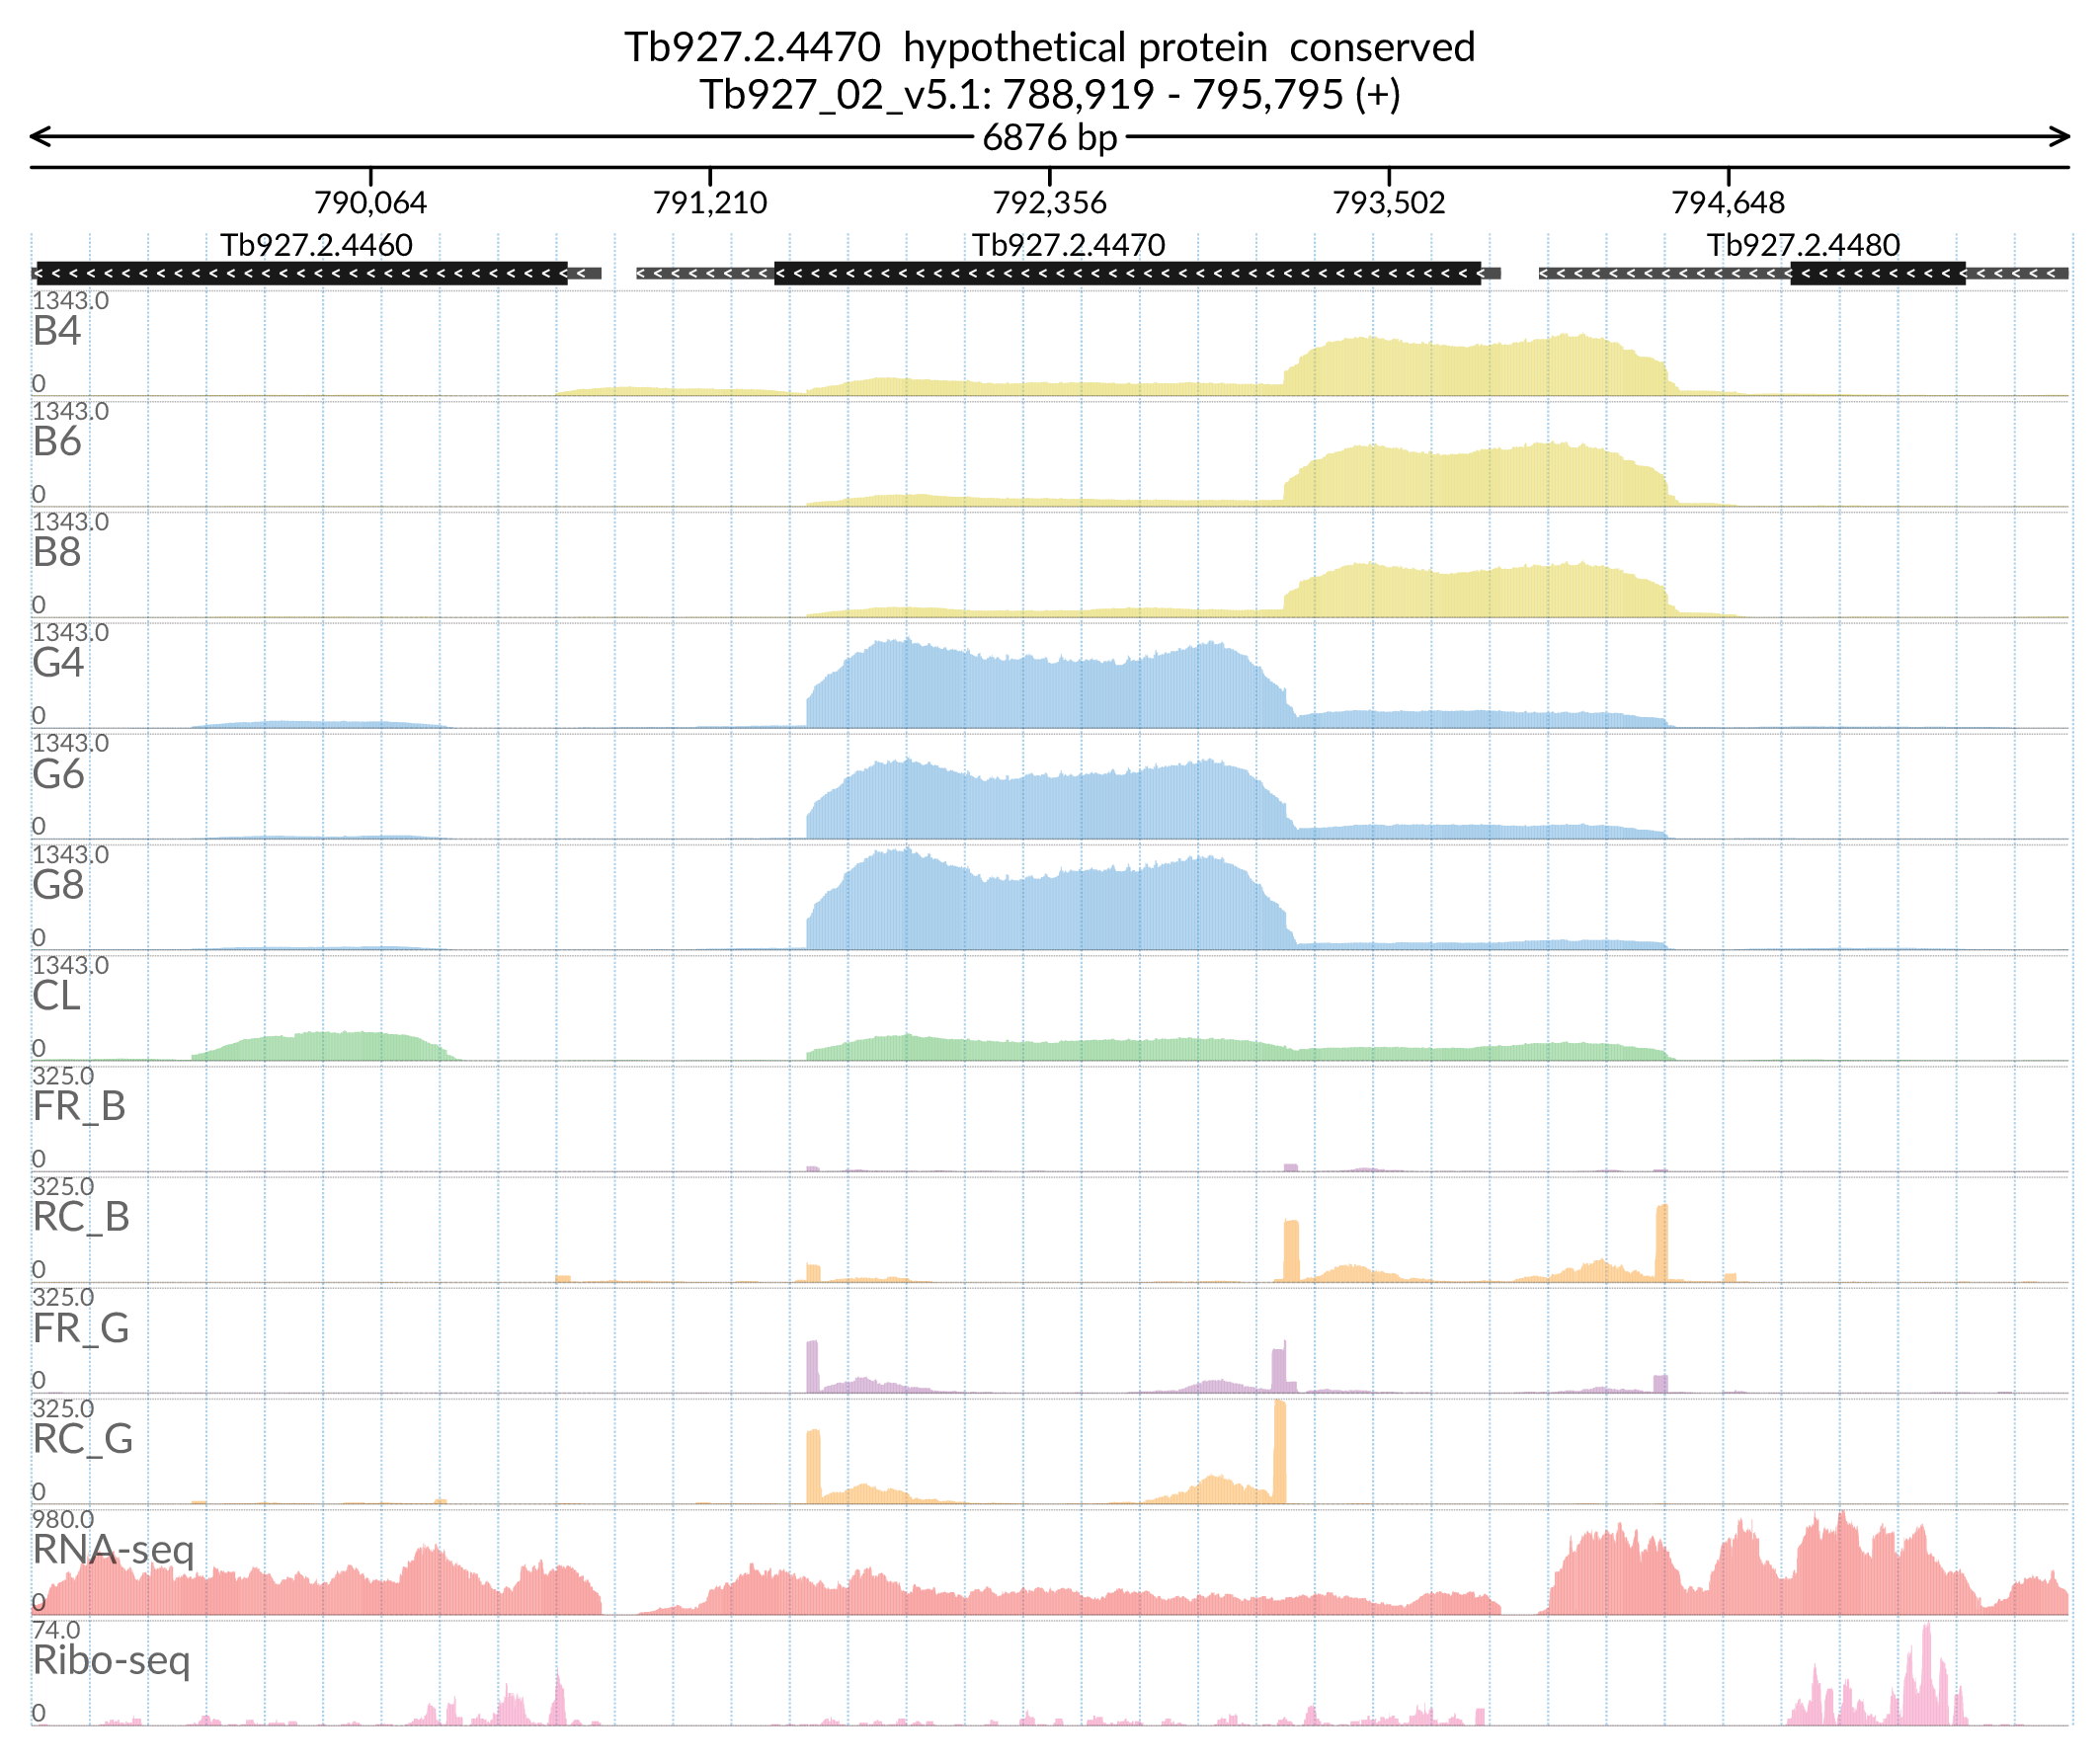 Tb927.2.4470 hypothetical protein conserved
Tb927_02_v5.1: 788,919 - 795,795 (+)
6876 bp
790,064 791,210 792,356 793,502 794,648
Tb927.2.4460 Tb927.2.4470 Tb927.2.4480
1343.0
B4
0
1343.0
B6
0
1343.0
B8
0
1343.0
G4
0
1343.0
G6
0
1343.0
G8
0
1343.0
CL
0
325.0
FR_B
0
325.0
RC_B
0
325.0
FR_G
0
325.0
RC_G
0
980.0
RNA-seq
0
74.0
Ribo-seq
0